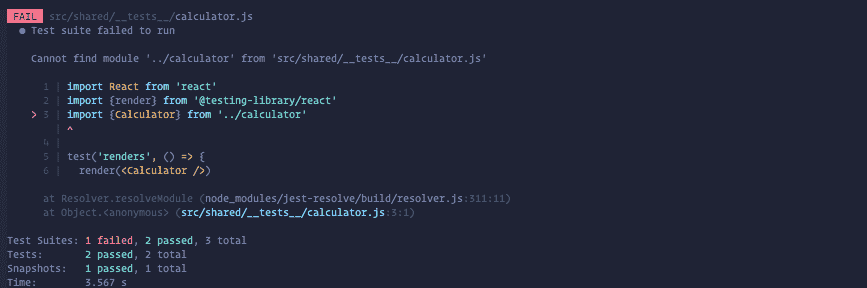 FAIL src/shared/__tests__/calculator.js
● Test suite failed to run
Cannot find module '../calculator' from 'src/shared/__tests__/calculator.js'
1 | import React from 'react'
2 | import {render} from '@testing-library/react'
> 3 | import {Calculator} from '../calculator'
| ^
4 |
5 | test('renders', () => {
6 |   render(<Calculator />)
at Resolver.resolveModule (node_modules/jest-resolve/build/resolver.js:311:11)
at Object.<anonymous> (src/shared/__tests__/calculator.js:3:1)
Test Suites: 1 failed, 2 passed, 3 total
Tests: 2 passed, 2 total
Snapshots: 1 passed, 1 total
Time: 3.567 s